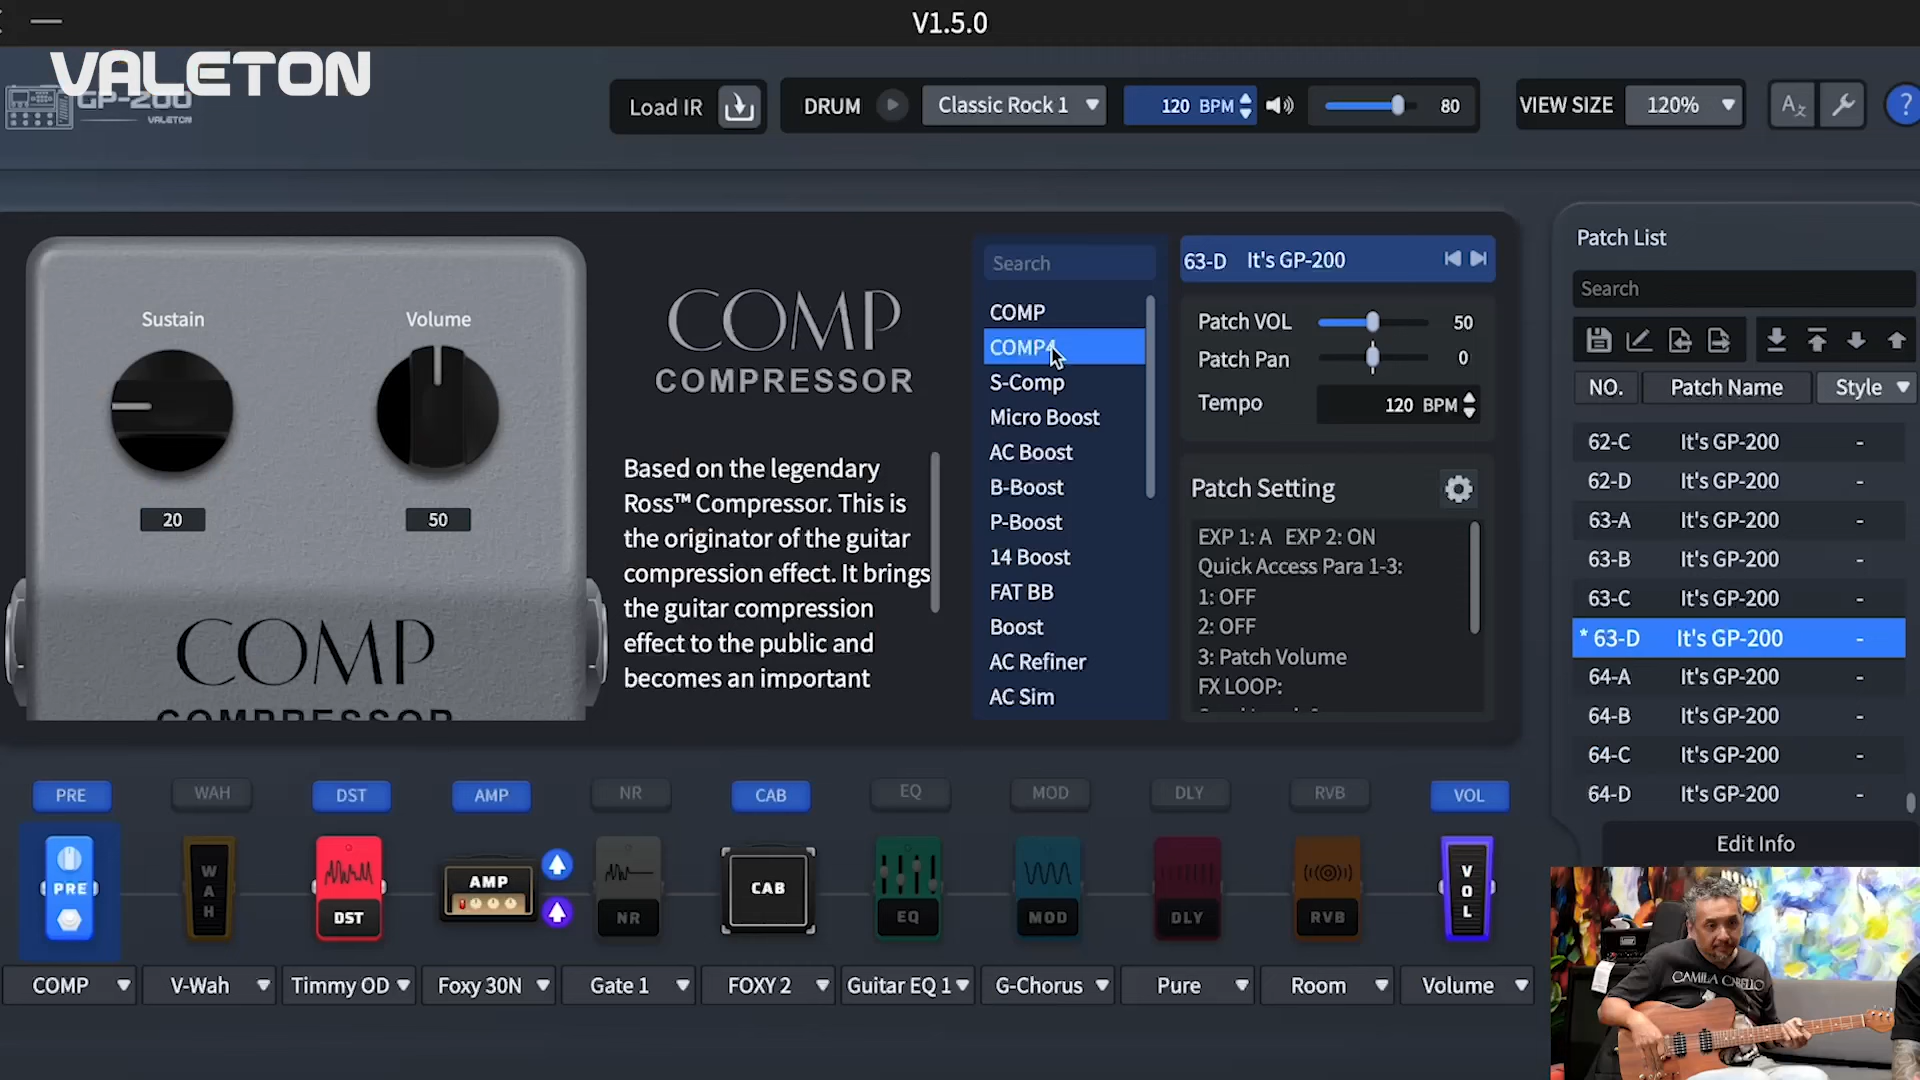 V1.5.0
VALETON
GP-200
VALETON
Load IR
DRUM
Classic Rock 1
120 BPM
80
VIEW SIZE
120%
?
Sustain
Volume
20
50
COMP
COMPRESSOR
COMP
COMPRESSOR
Based on the legendary
Ross™ Compressor. This is
the originator of the guitar
compression effect. It brings
the guitar compression
effect to the public and
becomes an important
Search
COMP
COMP4
S-Comp
Micro Boost
AC Boost
B-Boost
P-Boost
14 Boost
FAT BB
Boost
AC Refiner
AC Sim
63-D It's GP-200
Patch VOL 50
Patch Pan 0
Tempo 120 BPM
Patch Setting
EXP 1: A EXP 2: ON
Quick Access Para 1-3:
1: OFF
2: OFF
3: Patch Volume
FX LOOP:
Patch List
Search
NO. Patch Name Style
62-C It's GP-200 -
62-D It's GP-200 -
63-A It's GP-200 -
63-B It's GP-200 -
63-C It's GP-200 -
* 63-D It's GP-200 -
64-A It's GP-200 -
64-B It's GP-200 -
64-C It's GP-200 -
64-D It's GP-200 -
Edit Info
PRE WAH DST AMP NR CAB EQ MOD DLY RVB VOL
PRE WAH DST AMP NR CAB EQ MOD DLY RVB VOL
COMP V-Wah Timmy OD Foxy 30N Gate 1 FOXY 2 Guitar EQ 1 G-Chorus Pure Room Volume
CAMILA CABELLO